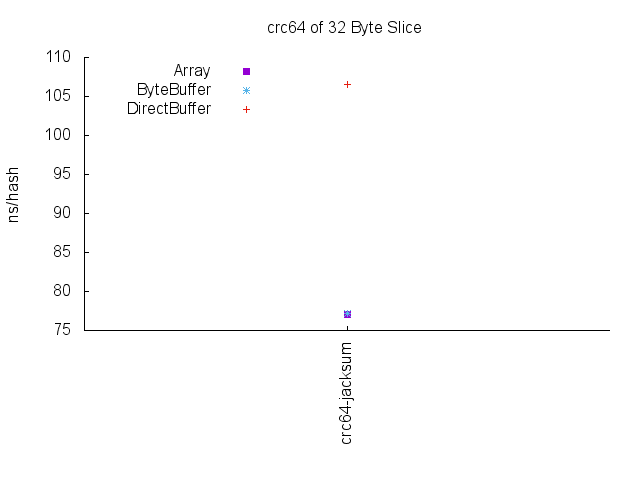 crc64 of 32 Byte Slice
110
105
100
95
90
85
80
75
ns/hash
Array
ByteBuffer
DirectBuffer
crc64-jacksum